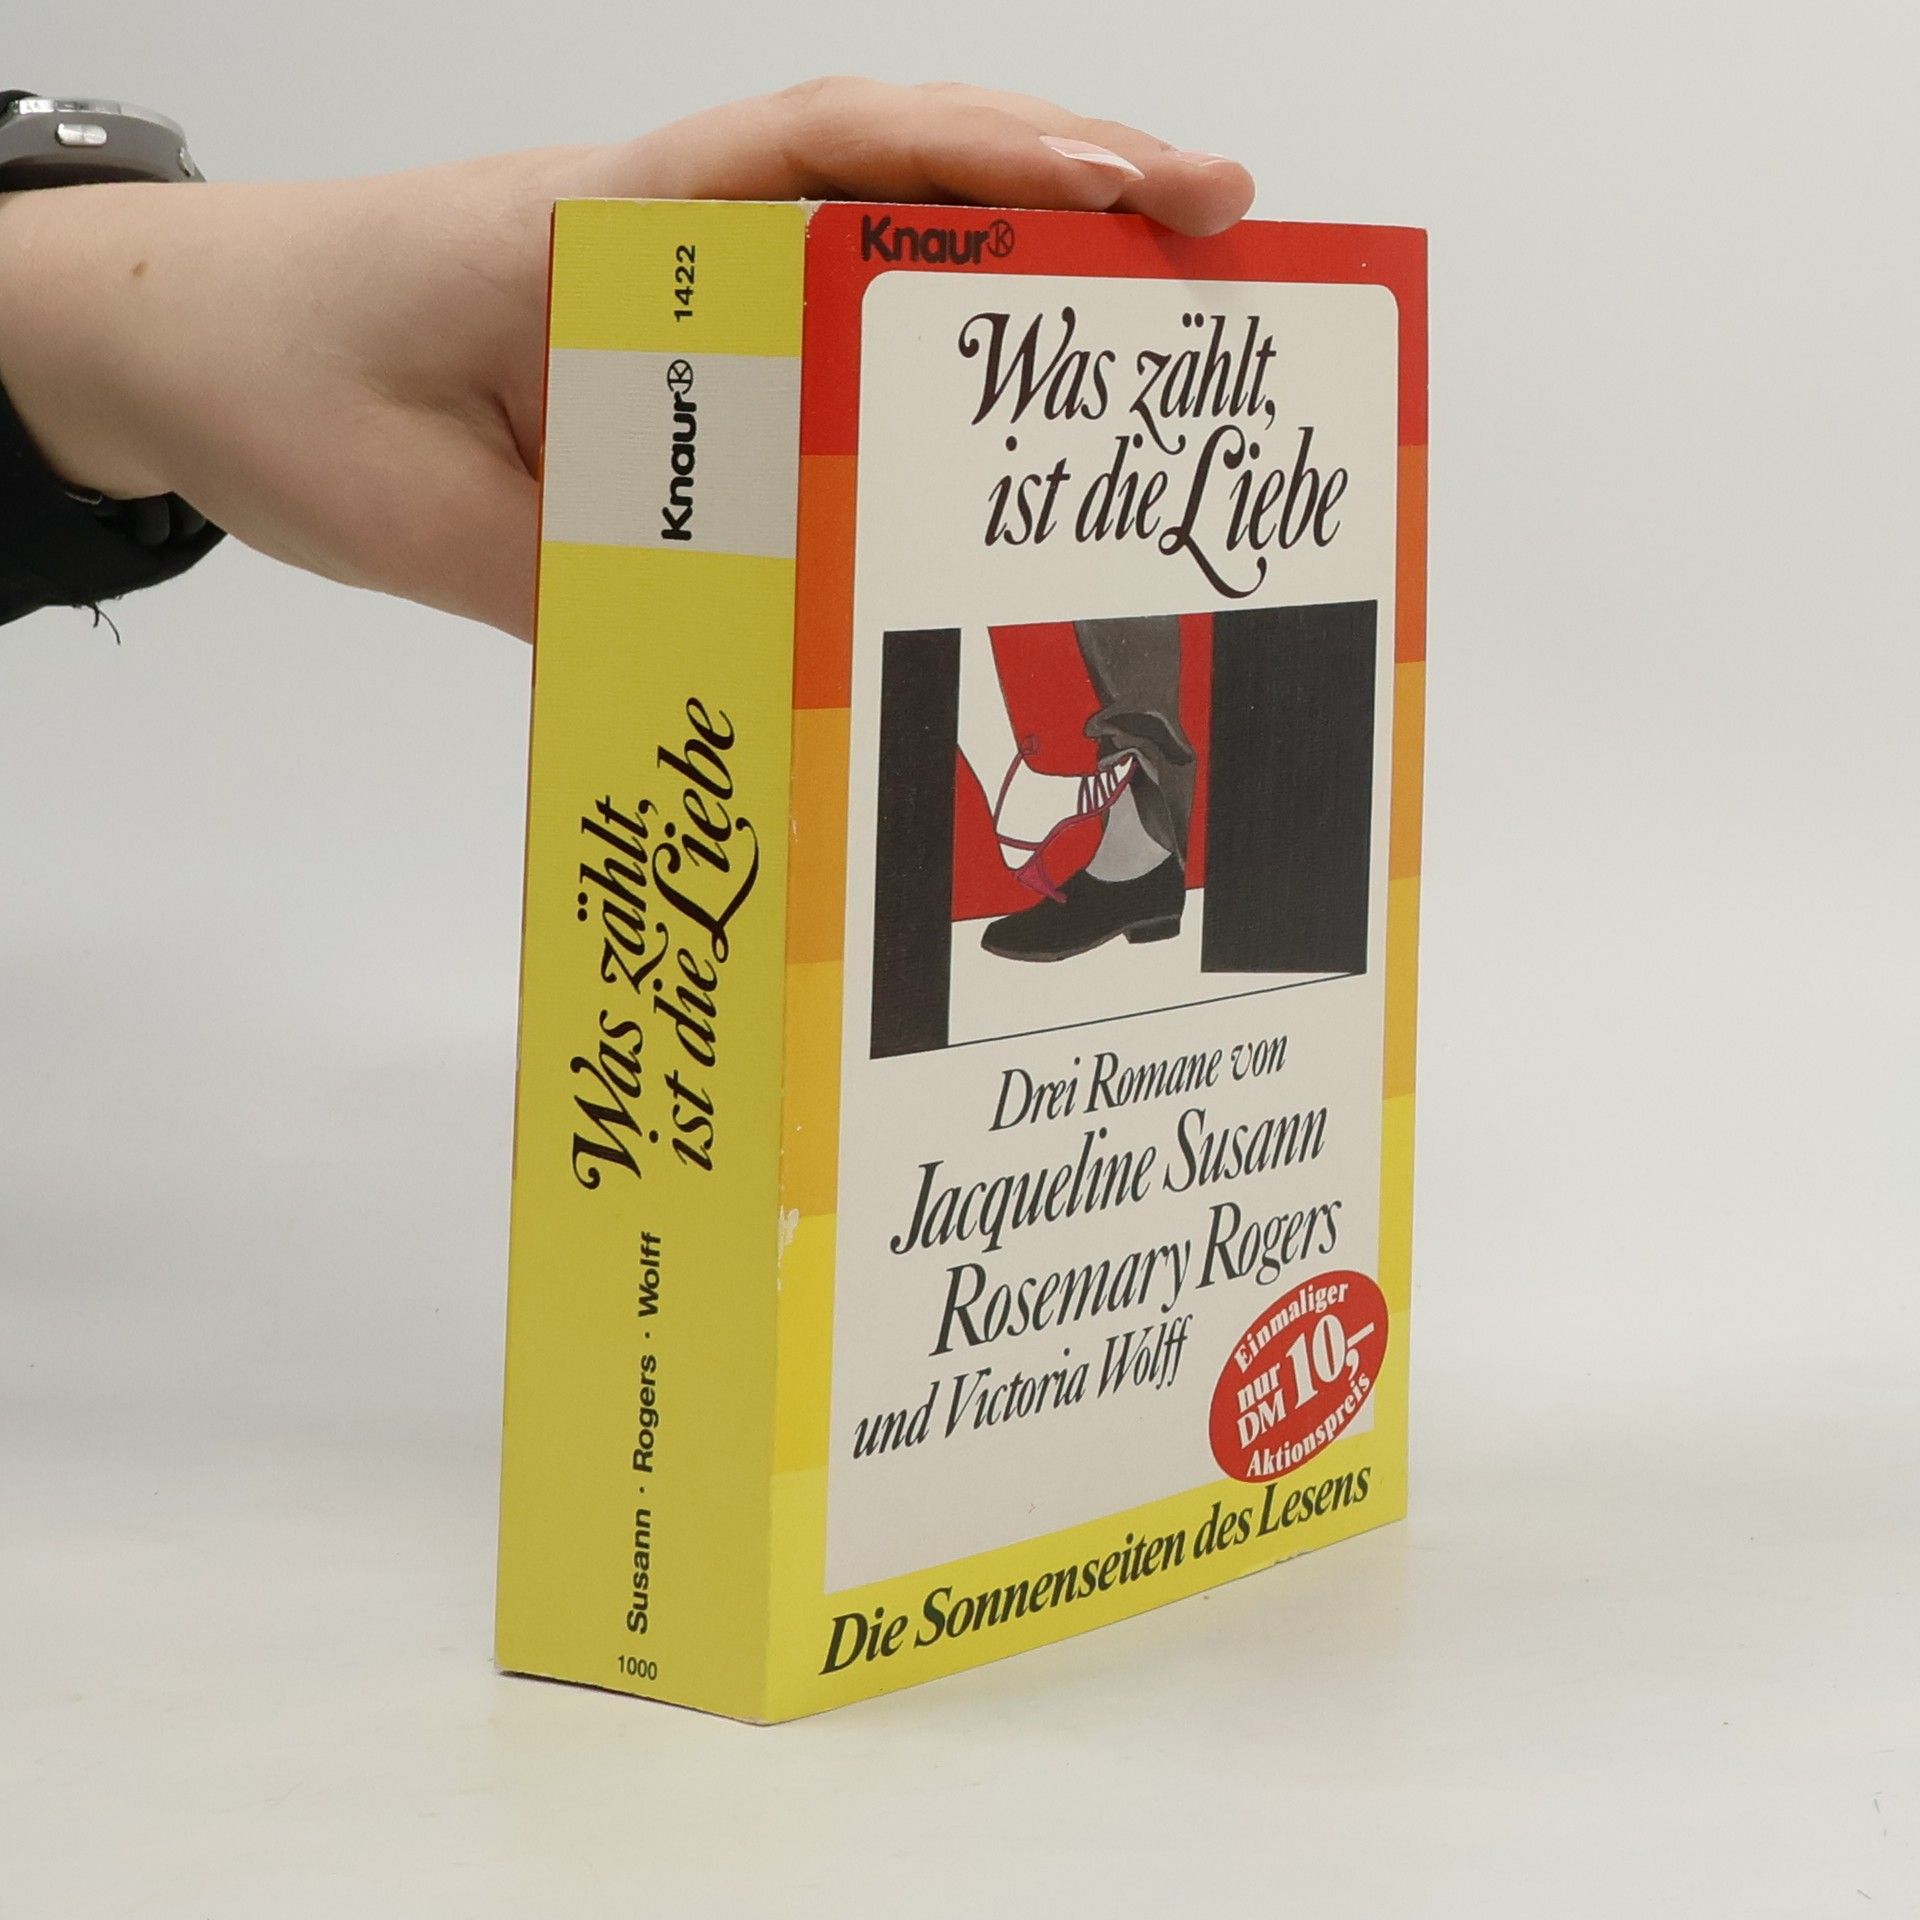 Knaur
Was zählt,
ist die Liebe
Drei Romane von
Jacqueline Susann
Rosemary Rogers
und Victoria Wolff
Einmaliger
nur
DM 10,–
Aktionspreis
Die Sonnenseiten des Lesens
1422
Knaur
Was zählt,
ist die Liebe
Susann · Rogers · Wolff
1000